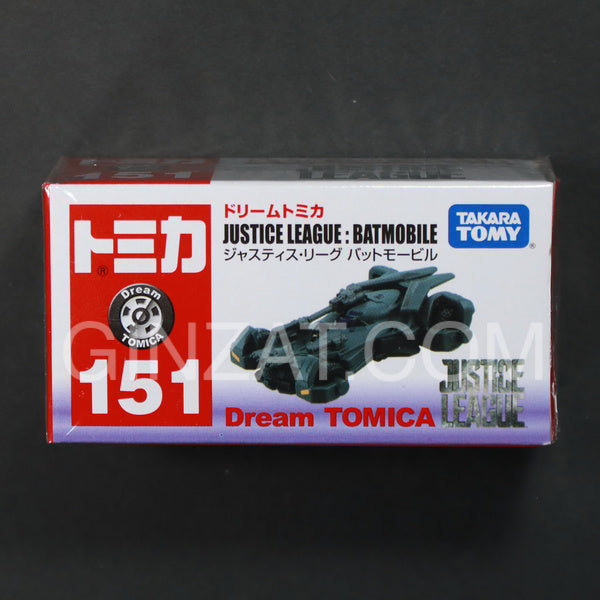 151
トミカ
®
Dream
TOMICA
151
ドリームトミカ
JUSTICE LEAGUE : BATMOBILE
ジャスティス・リーグ バットモービル
TAKARA
TOMY
®
Dream TOMICA
JUSTICE
LEAGUE
GINZAT.COM